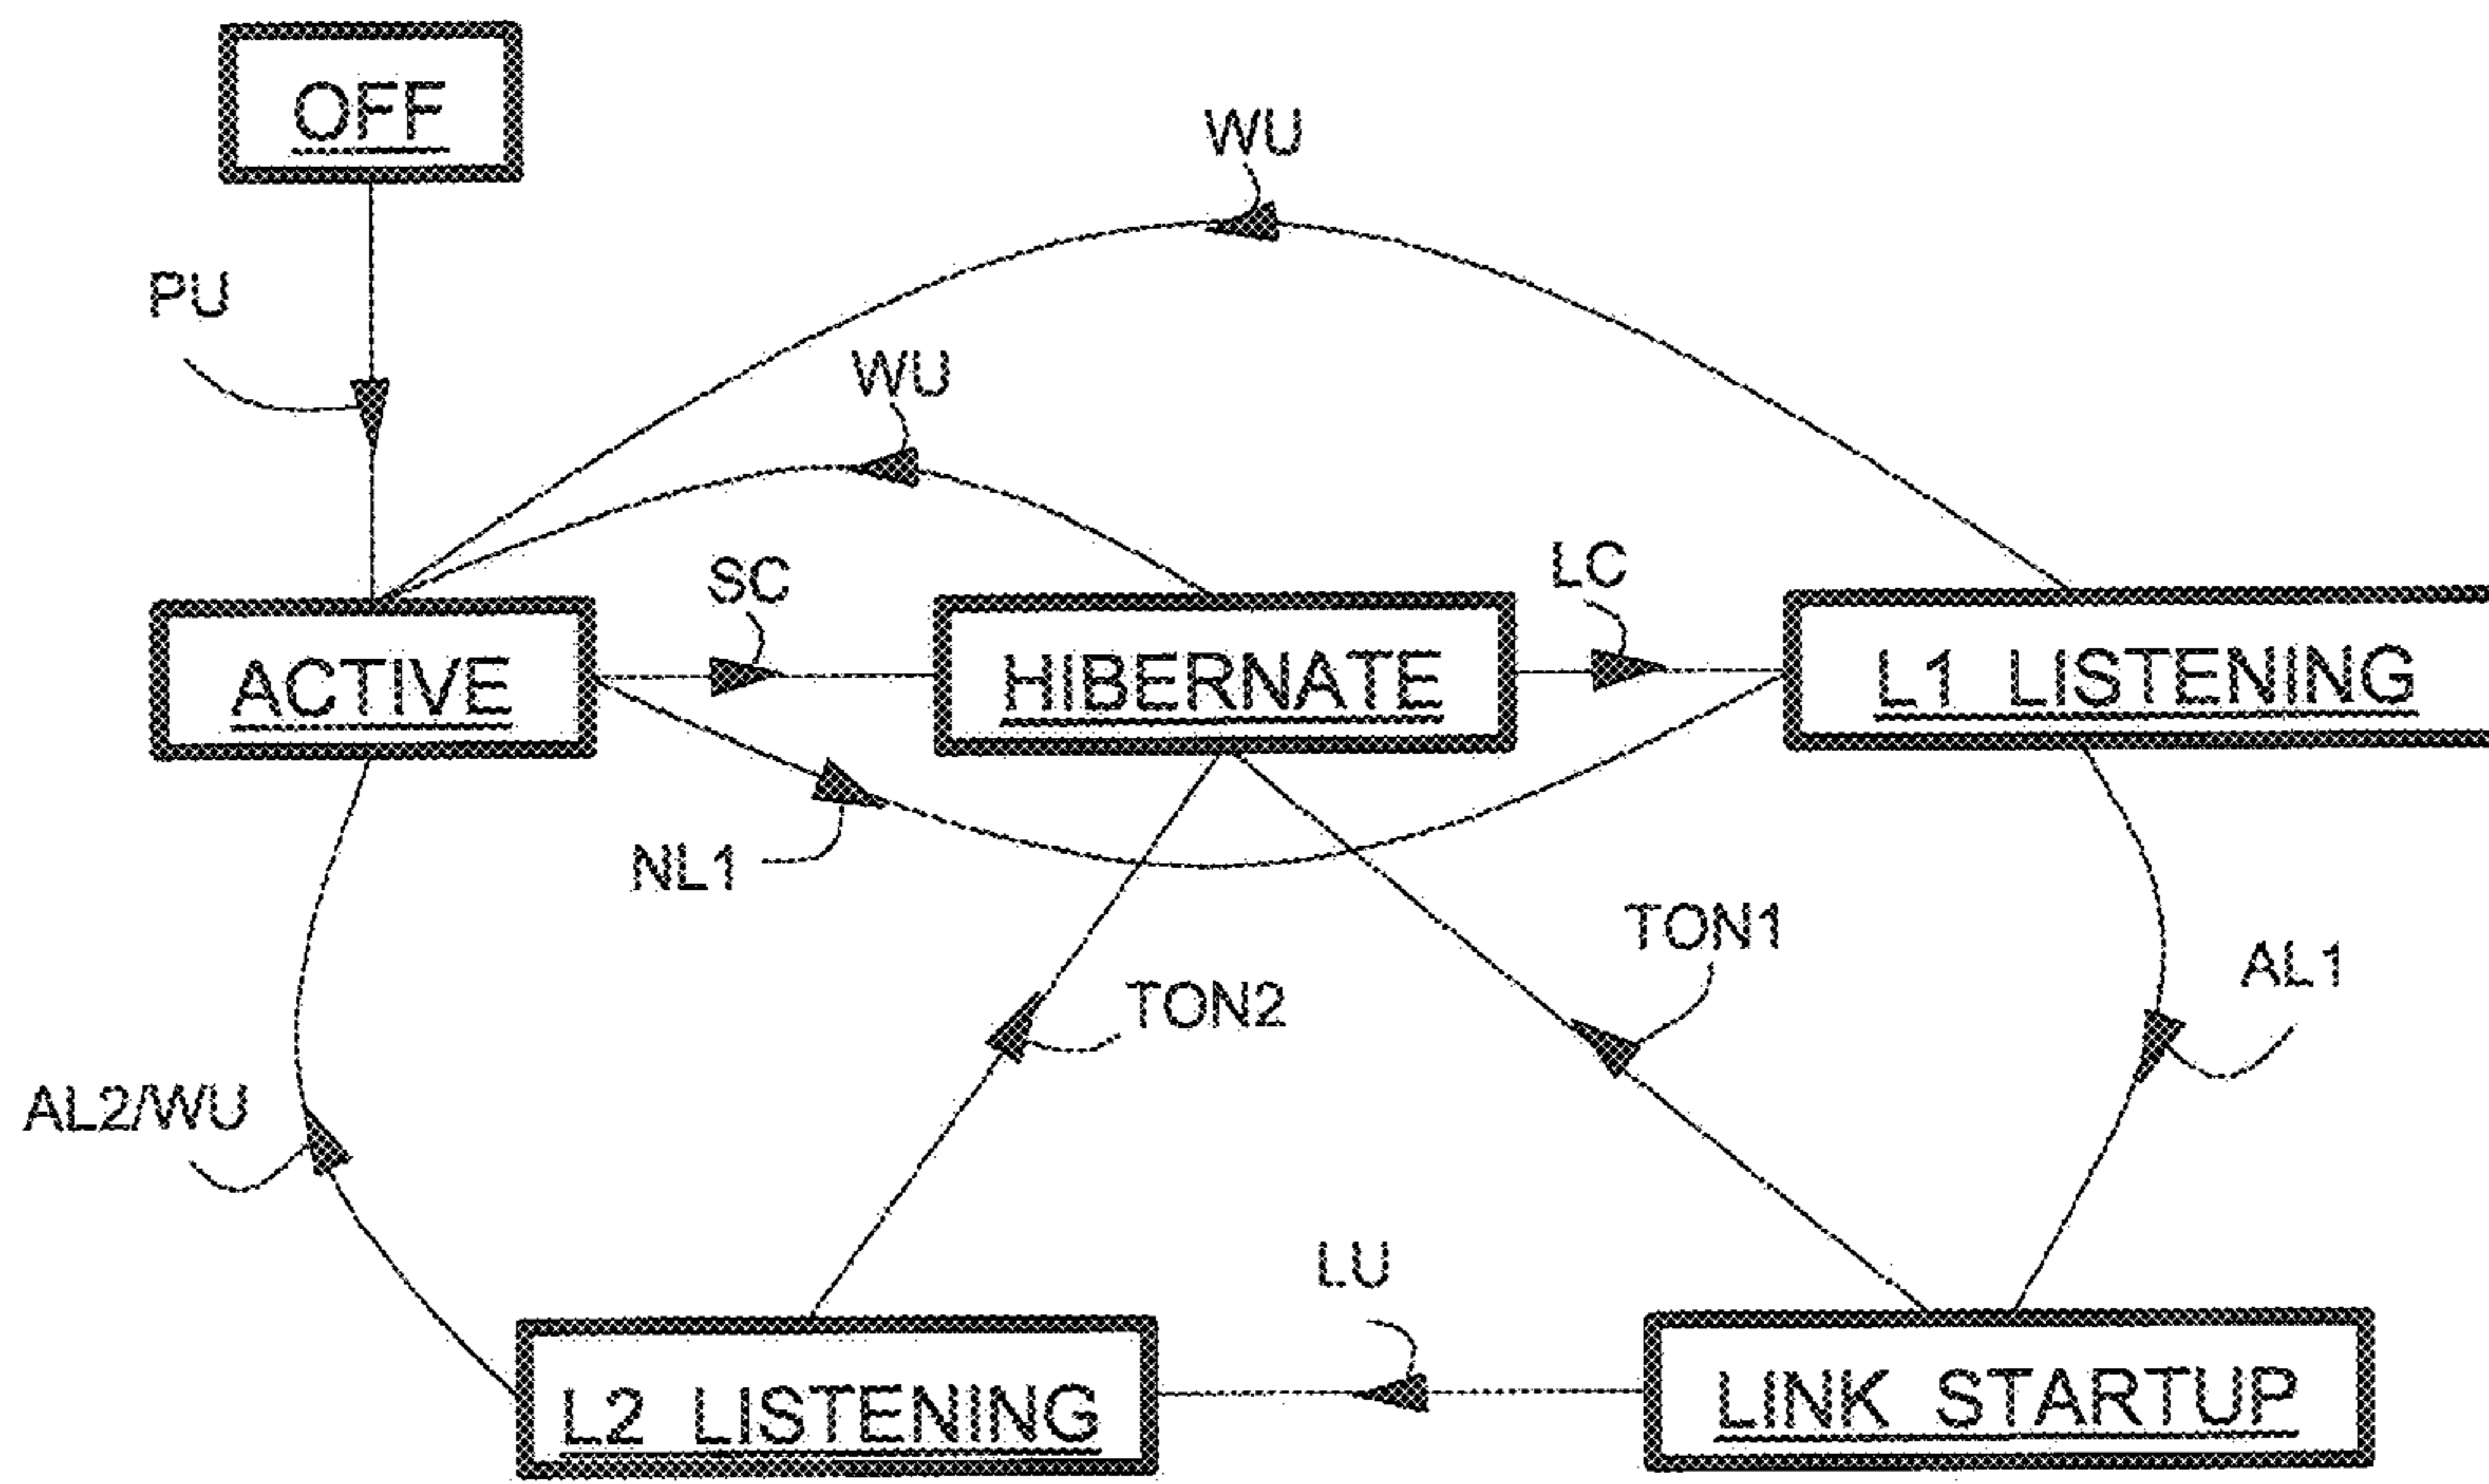 OFF
WU
PU
WU
SC
LC
ACTIVE
HIBERNATE
L1 LISTENING
NL1
TON1
AL1
TON2
AL2/WU
LU
L2 LISTENING
LINK STARTUP